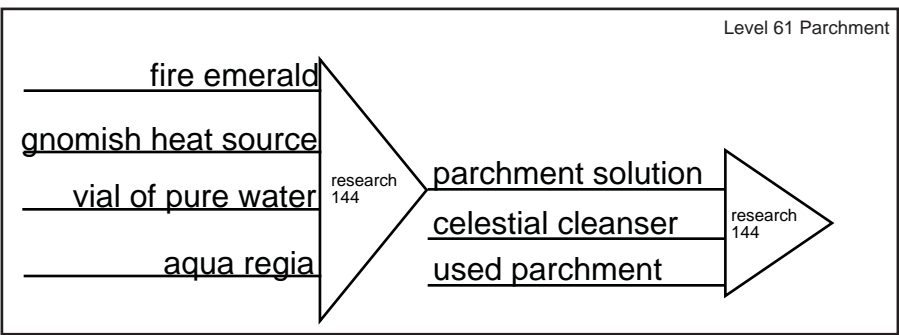 Level 61 Parchment
fire emerald
gnomish heat source
vial of pure water
aqua regia
research
144
parchment solution
celestial cleanser
used parchment
research
144